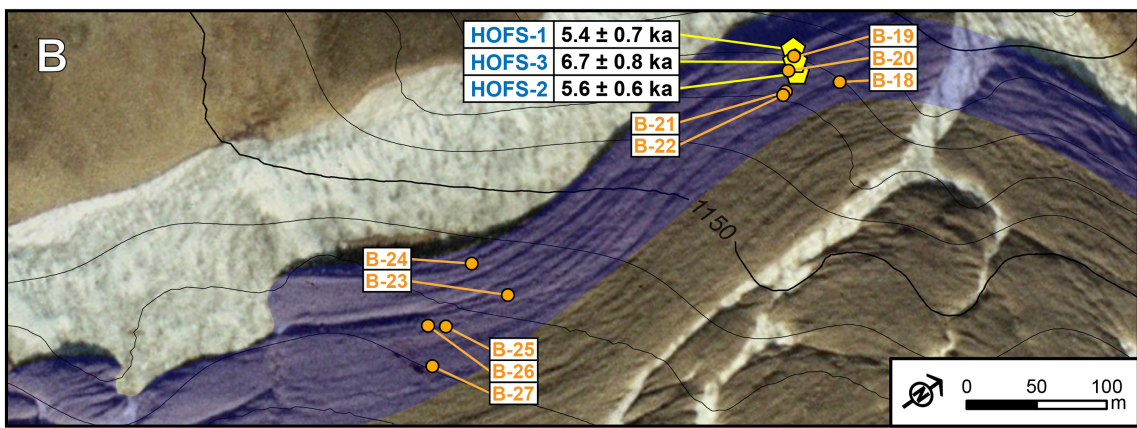 B
HOFS-1 5.4 ± 0.7 ka
HOFS-3 6.7 ± 0.8 ka
HOFS-2 5.6 ± 0.6 ka
B-19
B-20
B-18
B-21
B-22
1150
B-24
B-23
B-25
B-26
B-27
N
0 50 100
m